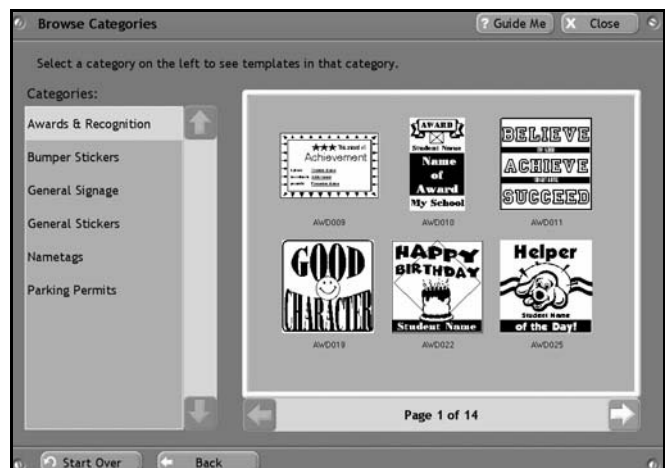 Browse Categories
? Guide Me
X Close
Select a category on the left to see templates in that category.
Categories:
Awards & Recognition
Bumper Stickers
General Signage
General Stickers
Nametags
Parking Permits
Achievement
AWD009
AWARD
Student Name
Name
of
Award
My School
AWD010
BELIEVE
ACHIEVE
SUCCEED
AWD011
GOOD
CHARACTER
AWD019
HAPPY
BIRTHDAY
Student Name
AWD022
Helper
Student Name
of the Day!
AWD025
Page 1 of 14
Start Over
Back